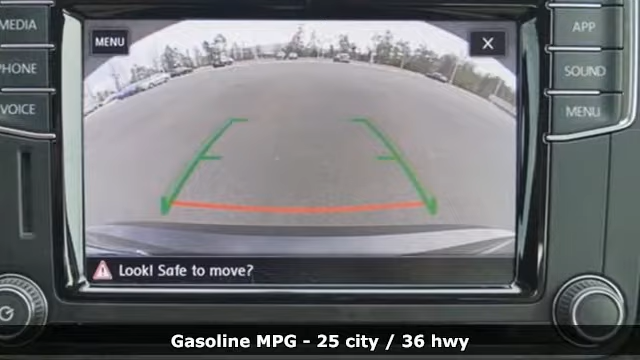 MEDIA
PHONE
VOICE
MENU
X
APP
SOUND
MENU
Look! Safe to move?
Gasoline MPG - 25 city / 36 hwy